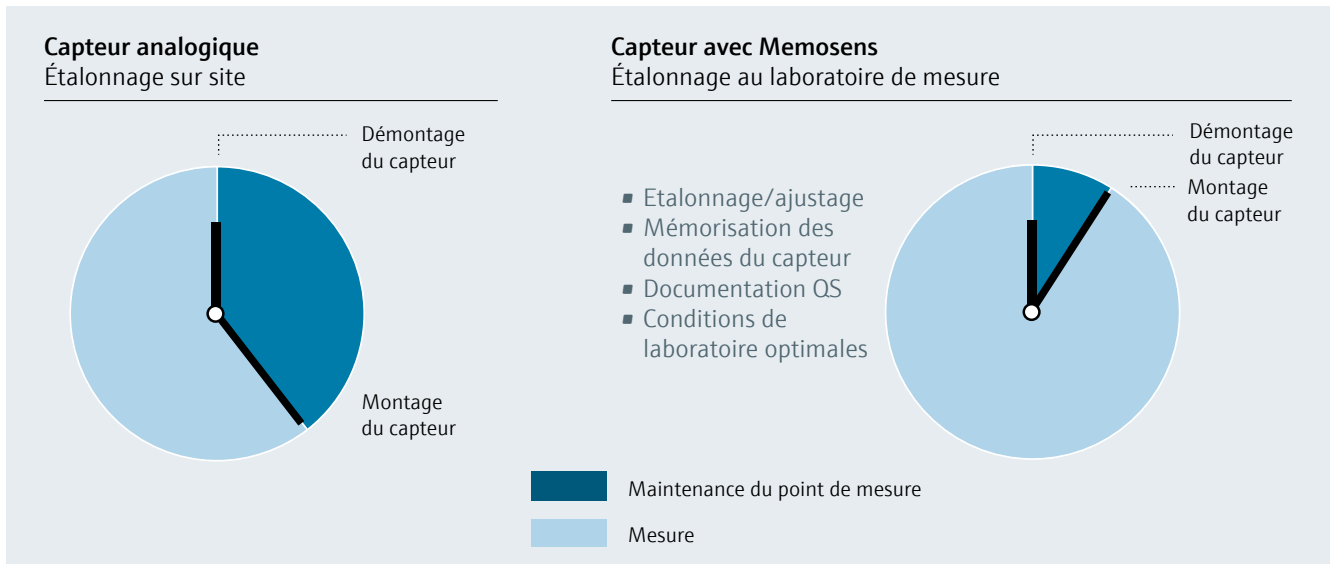 Capteur analogique
Étalonnage sur site
Démontage
du capteur
Montage
du capteur
Capteur avec Memosens
Étalonnage au laboratoire de mesure
Démontage
du capteur
Montage
du capteur
Etalonnage/ajustage
Mémorisation des
données du capteur
Documentation QS
Conditions de
laboratoire optimales
Maintenance du point de mesure
Mesure